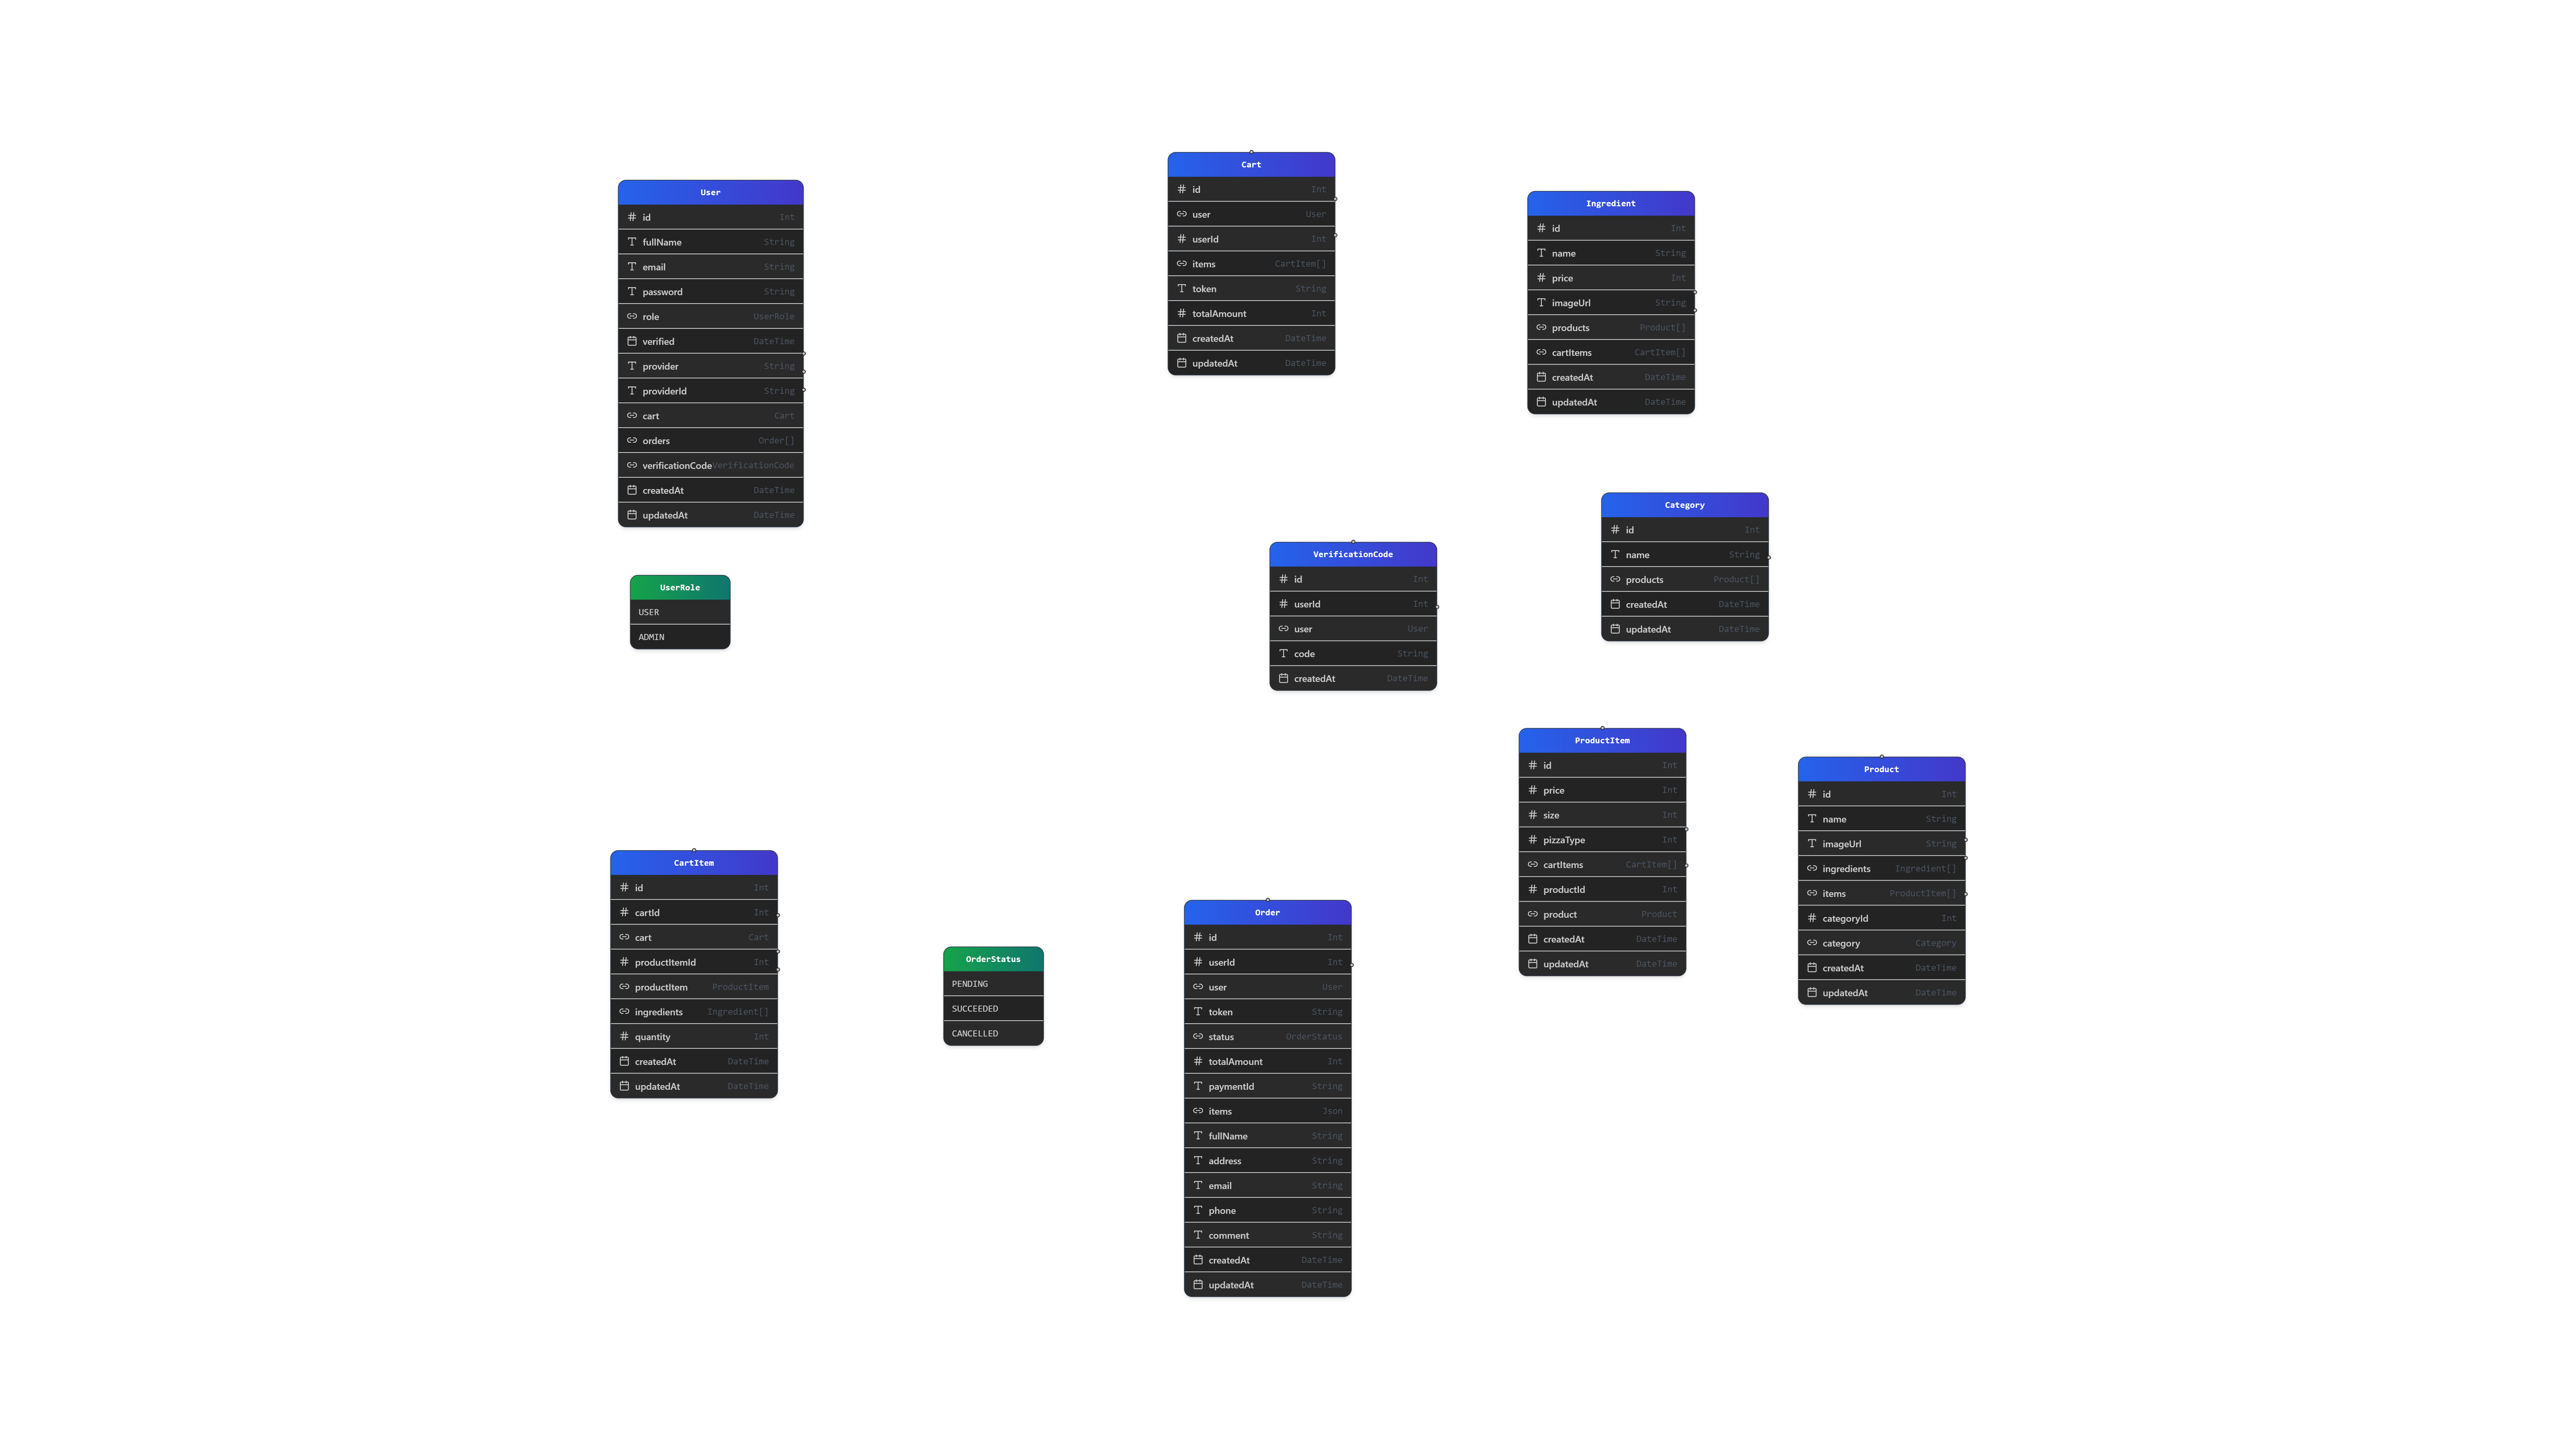 User
id Int
fullName String
email String
password String
role UserRole
verified DateTime
provider String
providerId String
cart Cart
orders Order[]
verificationCode VerificationCode
createdAt DateTime
updatedAt DateTime
UserRole
USER
ADMIN
Cart
id Int
user User
userId Int
items CartItem[]
token String
totalAmount Int
createdAt DateTime
updatedAt DateTime
Ingredient
id Int
name String
price Int
imageUrl String
products Product[]
cartItems CartItem[]
createdAt DateTime
updatedAt DateTime
VerificationCode
id Int
userId Int
user User
code String
createdAt DateTime
Category
id Int
name String
products Product[]
createdAt DateTime
updatedAt DateTime
ProductItem
id Int
price Int
size Int
pizzaType Int
cartItems CartItem[]
productId Int
product Product
createdAt DateTime
updatedAt DateTime
Product
id Int
name String
imageUrl String
ingredients Ingredient[]
items ProductItem[]
categoryId Int
category Category
createdAt DateTime
updatedAt DateTime
CartItem
id Int
cartId Int
cart Cart
productItemId Int
productItem ProductItem
ingredients Ingredient[]
quantity Int
createdAt DateTime
updatedAt DateTime
OrderStatus
PENDING
SUCCEEDED
CANCELLED
Order
id Int
userId Int
user User
token String
status OrderStatus
totalAmount Int
paymentId String
items Json
fullName String
address String
email String
phone String
comment String
createdAt DateTime
updatedAt DateTime